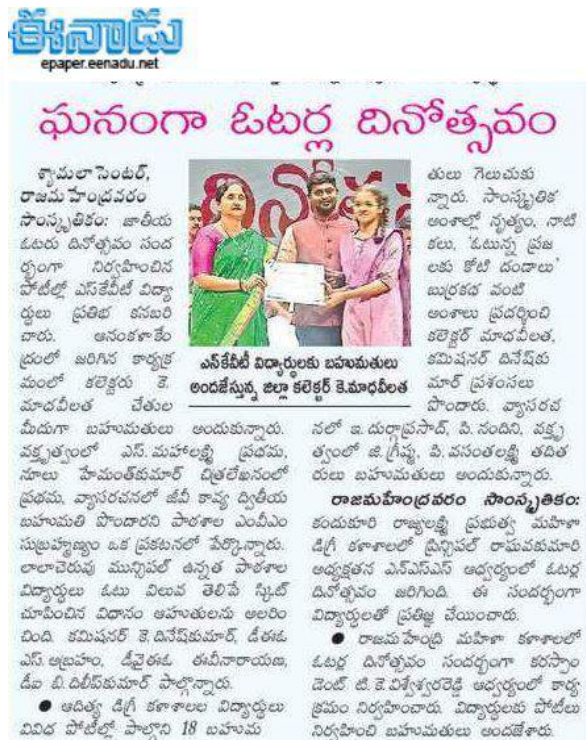 ఈనాడు
epaper.eenadu.net
ఘనంగా ఓటర్ల దినోత్సవం
శ్యామలాసెంటర్,
రాజమహేంద్రవరం
సాంస్కృతికం: జాతీయ
ఓటరు దినోత్సవం సంద
ర్భంగా నిర్వహించిన
పోటీల్లో ఎస్‌కేవీటీ విద్యా
ర్థులు ప్రతిభ కనబరి
చారు. ఆనంకళాకేం
ద్రంలో జరిగిన కార్యక్ర
మంలో కలెక్టరు కె.
మాధవీలత చేతుల
మీదుగా బహుమతులు అందుకున్నారు.
వక్తృత్వంలో ఎస్.మహాలక్ష్మి ప్రథమ,
నూలు హేమంత్‌కుమార్ చిత్రలేఖనంలో
ప్రథమ, వ్యాసరచనలో జీవీ కావ్య ద్వితీయ
బహుమతి పొందారని పాఠశాల ఎంవీఎం
సుబ్రహ్మణ్యం ఒక ప్రకటనలో పేర్కొన్నారు.
లాలాచెరువు మున్సిపల్ ఉన్నత పాఠశాల
విద్యార్థులు ఓటు విలువ తెలిపే స్కిట్
చూపించిన విధానం ఆహుతులను అలరిం
చింది. కమిషనర్ కె.దినేష్‌కుమార్, డీఈఓ
ఎస్.అబ్రహం, డీవైఈఓ ఈవీనారాయణ,
డీఐ బి.దిలీప్‌కుమార్ పాల్గొన్నారు.
● ఆదిత్య డిగ్రీ కళాశాలల విద్యార్థులు
వివిధ పోటీల్లో పాల్గొని 18 బహుమ
ఎస్‌కేవీటీ విద్యార్థులకు బహుమతులు
అందజేస్తున్న జిల్లా కలెక్టర్ కె.మాధవీలత
తులు గెలుచుకు
న్నారు. సాంస్కృతిక
అంశాల్లో నృత్యం, నాటి
కలు, 'ఓటున్న ప్రజ
లకు కోటి దండాలు'
బుర్రకథ వంటి
అంశాలు ప్రదర్శించి
కలెక్టర్ మాధవీలత,
కమిషనర్ దినేష్‌కు
మార్ ప్రశంసలు
పొందారు. వ్యాసరచ
నలో ఇ.దుర్గాప్రసాద్, పి.నందిని, వక్తృ
త్వంలో జి.గ్రీష్మ, పి.వసంతలక్ష్మి తదిత
రులు బహుమతులు అందుకున్నారు.
రాజమహేంద్రవరం సాంస్కృతికం:
కందుకూరి రాజ్యలక్ష్మి ప్రభుత్వ మహిళా
డిగ్రీ కళాశాలలో ప్రిన్సిపల్ రాఘవకుమారి
అధ్యక్షతన ఎన్ఎస్ఎస్ ఆధ్వర్యంలో ఓటర్ల
దినోత్సవం జరిగింది. ఈ సందర్భంగా
విద్యార్థులతో ప్రతిజ్ఞ చేయించారు.
● రాజమహేంద్రి మహిళా కళాశాలలో
ఓటర్ల దినోత్సవం సందర్భంగా కరస్పాం
డెంట్ టి.కె.విశ్వేశ్వరరెడ్డి ఆధ్వర్యంలో కార్య
క్రమం నిర్వహించారు. విద్యార్థులకు పోటీలు
నిర్వహించి బహుమతులు అందజేశారు.